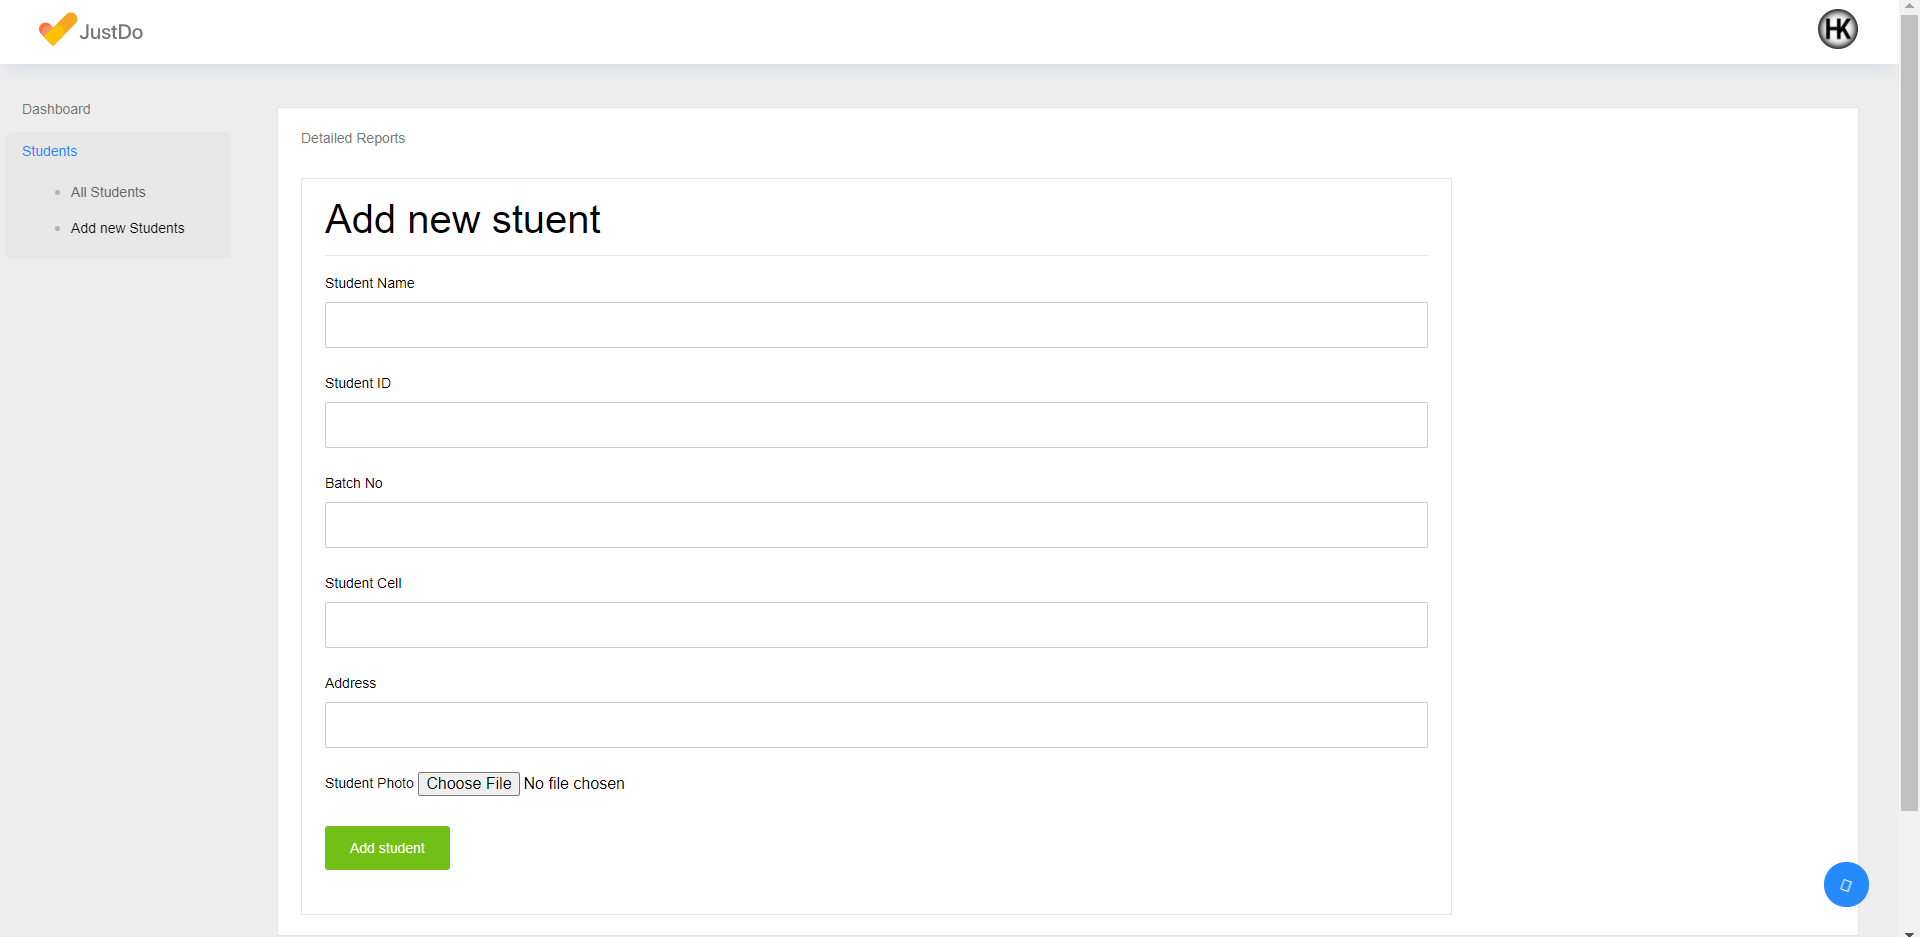 JustDo
HK
Dashboard
Students
All Students
Add new Students
Detailed Reports
Add new stuent
Student Name
Student ID
Batch No
Student Cell
Address
Student Photo Choose File No file chosen
Add student